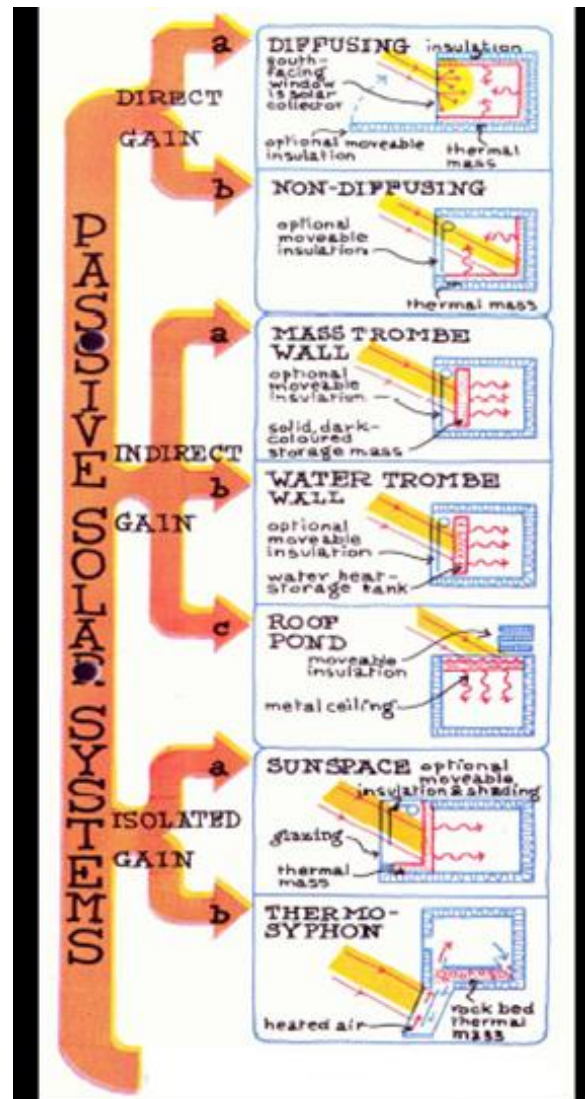 PASSIVE SOLAR SYSTEMS
DIRECT
GAIN
a
DIFFUSING
insulation
south-
facing
window
is solar
collector
optional moveable
insulation
thermal
mass
b
NON-DIFFUSING
optional
moveable
insulation
thermal mass
INDIRECT
GAIN
a
MASS TROMBE
WALL
optional
moveable
insulation
solid, dark-
coloured
storage mass
b
WATER TROMBE
WALL
optional
moveable
insulation
water heat-
storage tank
c
ROOF
POND
moveable
insulation
metal ceiling
ISOLATED
GAIN
a
SUNSPACE
optional
moveable
insulation & shading
glazing
thermal
mass
b
THERMO-
SYPHON
heated air
rock bed
thermal
mass